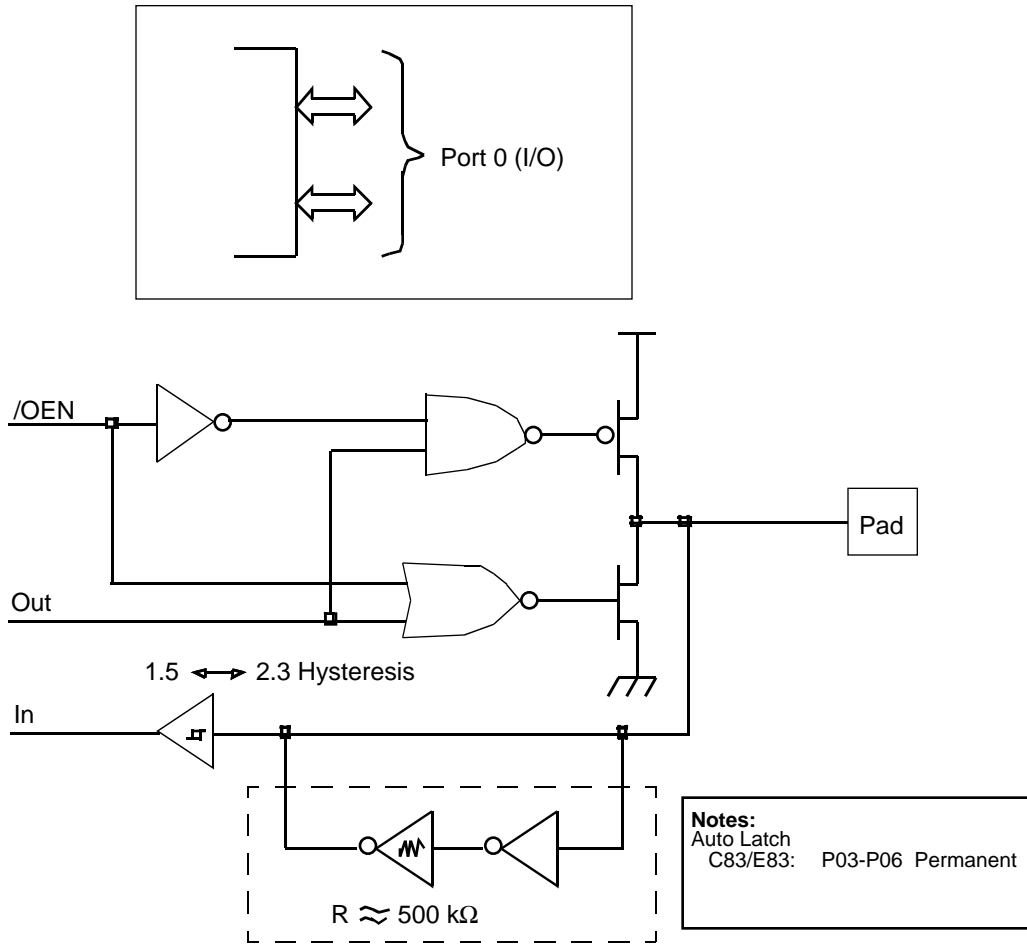 Port 0 (I/O)
/OEN
Pad
Out
1.5 2.3 Hysteresis
In
R ≈ 500 kΩ
Notes:
Auto Latch
C83/E83: P03-P06 Permanent